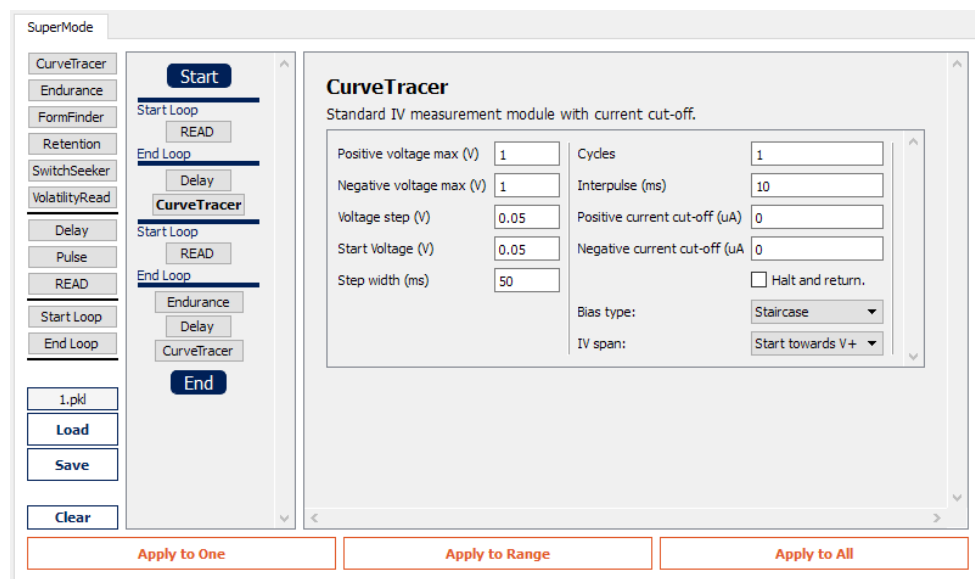 SuperMode
CurveTracer
Endurance
FormFinder
Retention
SwitchSeeker
VolatilityRead
Delay
Pulse
READ
Start Loop
End Loop
1.pkl
Load
Save
Clear
Start
Start Loop
READ
End Loop
Delay
CurveTracer
Start Loop
READ
End Loop
Endurance
Delay
CurveTracer
End
CurveTracer
Standard IV measurement module with current cut-off.
Positive voltage max (V) 1
Negative voltage max (V) 1
Voltage step (V) 0.05
Start Voltage (V) 0.05
Step width (ms) 50
Cycles 1
Interpulse (ms) 10
Positive current cut-off (uA) 0
Negative current cut-off (uA 0
Halt and return.
Bias type: Staircase
IV span: Start towards V+
Apply to One
Apply to Range
Apply to All